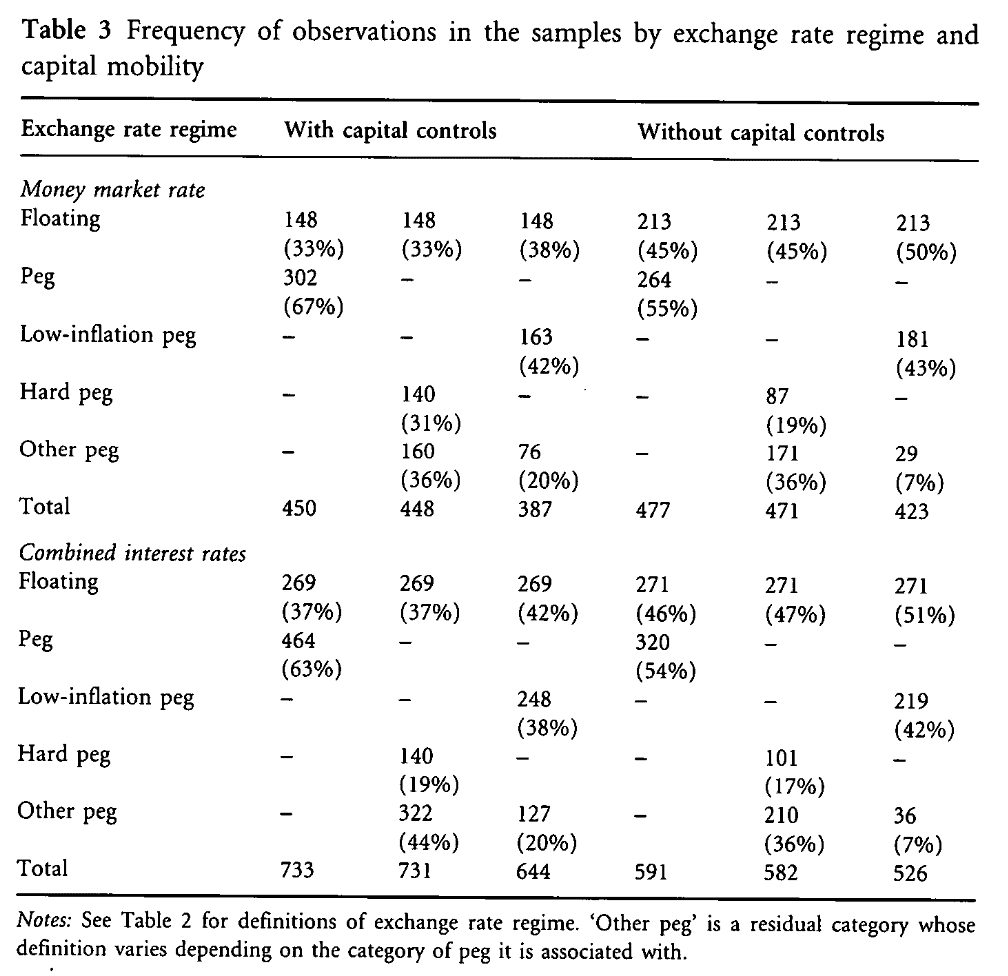 Table 3 Frequency of observations in the samples by exchange rate regime and
capital mobility
Exchange rate regime With capital controls Without capital controls
Money market rate
Floating 148 148 148 213 213 213
(33%) (33%) (38%) (45%) (45%) (50%)
Peg 302 – – 264 – –
(67%) (55%)
Low-inflation peg – – 163 – – 181
(42%) (43%)
Hard peg – 140 – – 87 –
(31%) (19%)
Other peg – 160 76 – 171 29
(36%) (20%) (36%) (7%)
Total 450 448 387 477 471 423
Combined interest rates
Floating 269 269 269 271 271 271
(37%) (37%) (42%) (46%) (47%) (51%)
Peg 464 – – 320 – –
(63%) (54%)
Low-inflation peg – – 248 – – 219
(38%) (42%)
Hard peg – 140 – – 101 –
(19%) (17%)
Other peg – 322 127 – 210 36
(44%) (20%) (36%) (7%)
Total 733 731 644 591 582 526
Notes: See Table 2 for definitions of exchange rate regime. ‘Other peg’ is a residual category whose
definition varies depending on the category of peg it is associated with.